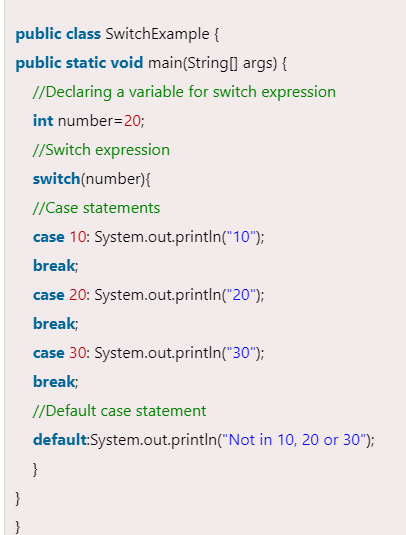 public class SwitchExample {
public static void main(String[] args) {
//Declaring a variable for switch expression
int number=20;
//Switch expression
switch(number){
//Case statements
case 10: System.out.println("10");
break;
case 20: System.out.println("20");
break;
case 30: System.out.println("30");
break;
//Default case statement
default:System.out.println("Not in 10, 20 or 30");
}
}
}